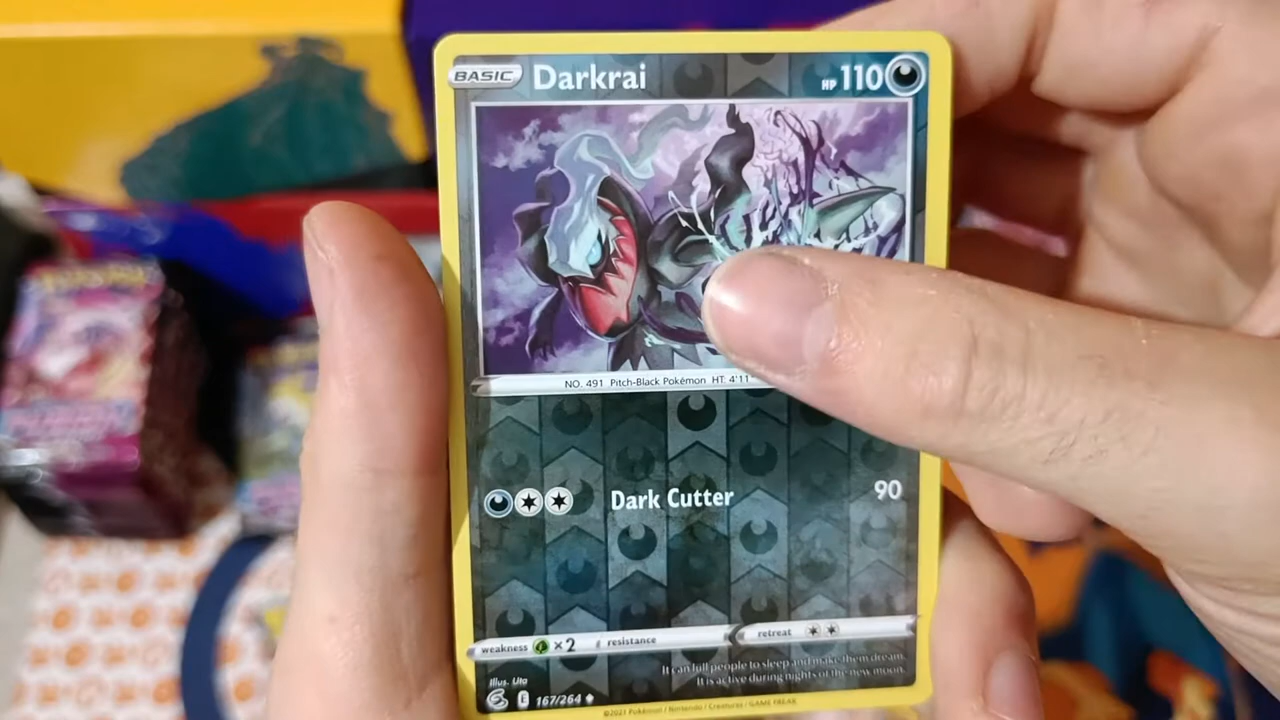 BASIC Darkrai HP 110
NO. 491 Pitch-Black Pokémon HT: 4'11"
Dark Cutter 90
weakness ×2 resistance retreat
It can lull people to sleep and make them dream.
It is active during nights of the new moon.
Illus. Uta
E 167/264
©2021 Pokémon / Nintendo / Creatures / GAME FREAK